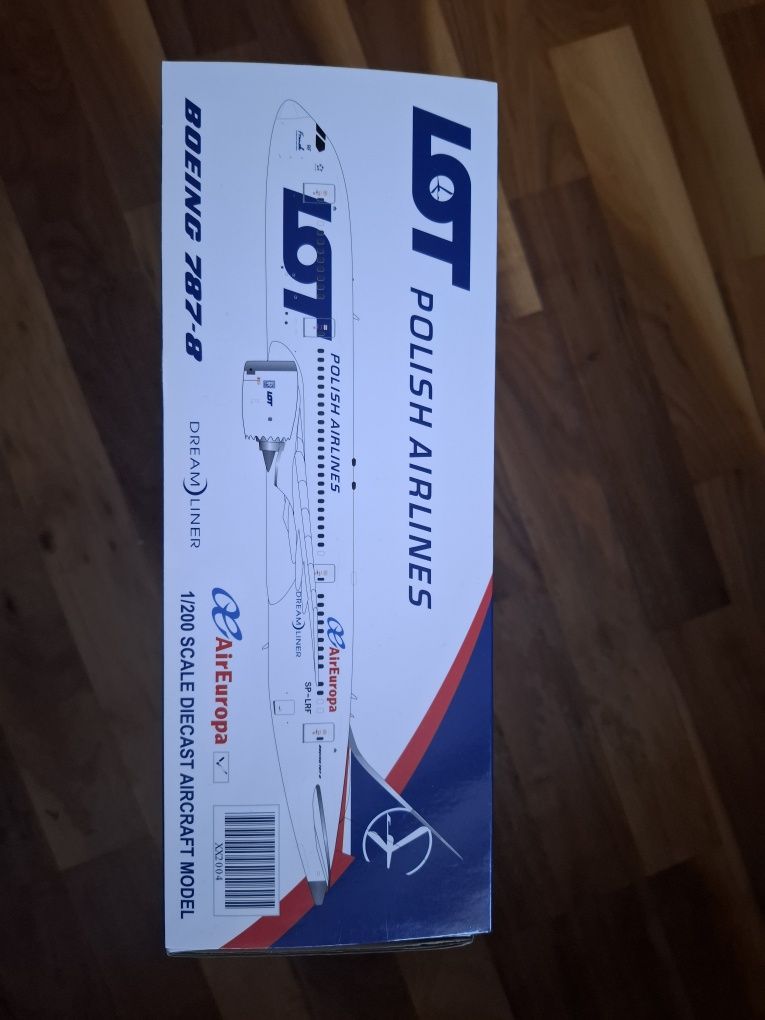 LOT POLISH AIRLINES
LOT
POLISH AIRLINES
LOT
DREAMLINER
AirEuropa
SP-LRF
BOEING 787-8 DREAMLINER
AirEuropa
1/200 SCALE DIECAST AIRCRAFT MODEL
XX2004